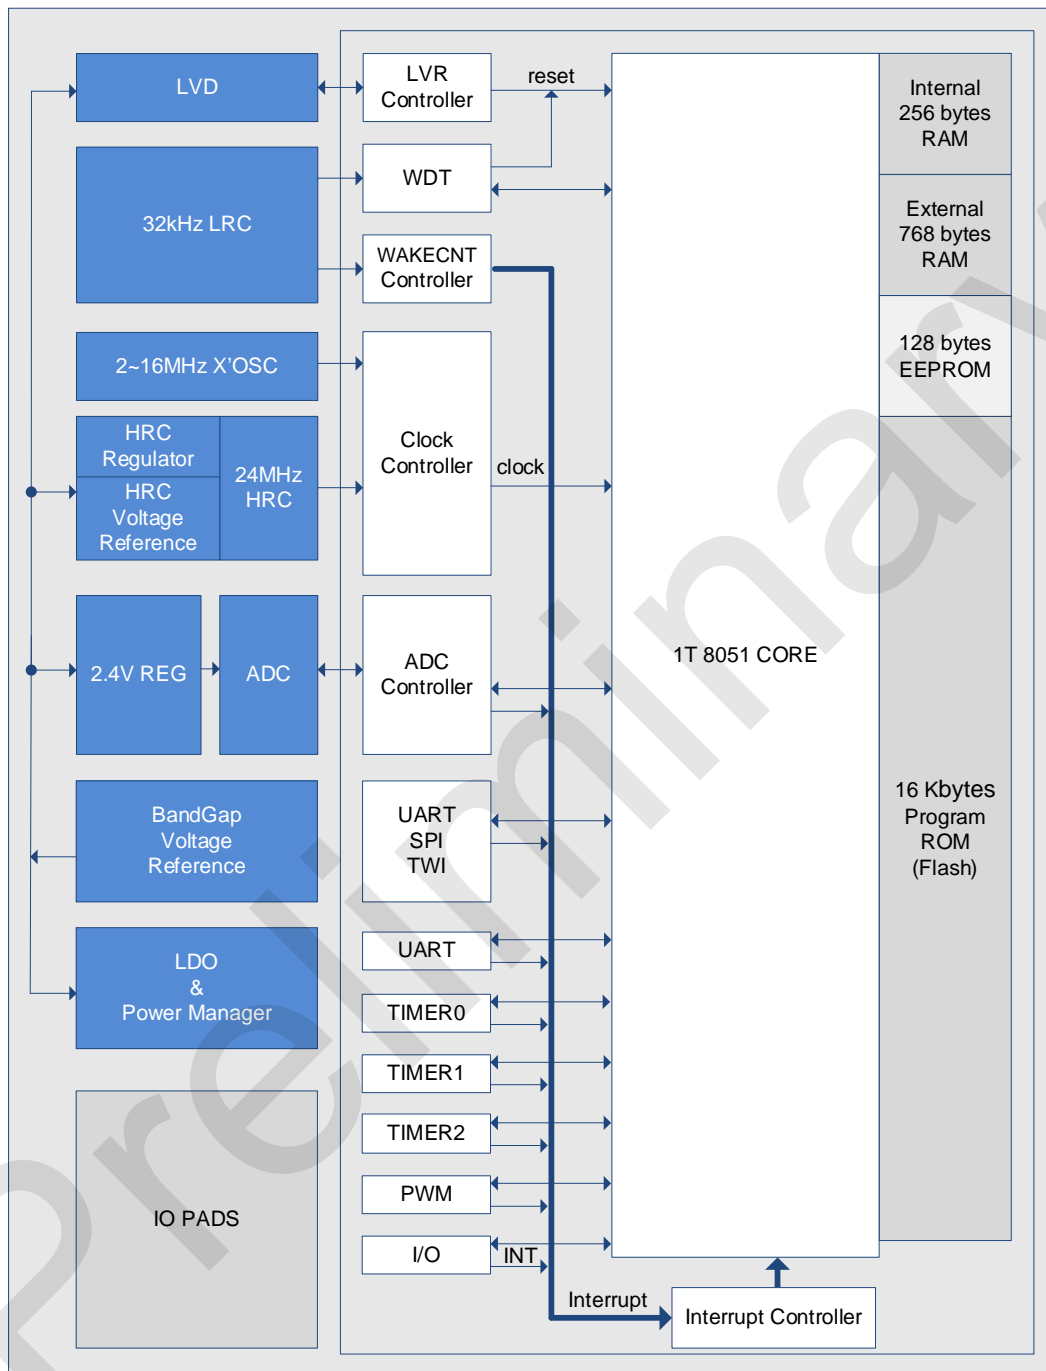 LVD
LVR
Controller
reset
Internal
256 bytes
RAM
32kHz LRC
WDT
External
768 bytes
RAM
WAKECNT
Controller
2~16MHz X'OSC
128 bytes
EEPROM
HRC
Regulator
HRC
Voltage
Reference
24MHz
HRC
Clock
Controller
clock
1T 8051 CORE
2.4V REG
ADC
ADC
Controller
BandGap
Voltage
Reference
UART
SPI
TWI
16 Kbytes
Program
ROM
(Flash)
LDO
&
Power Manager
UART
TIMER0
TIMER1
TIMER2
PWM
IO PADS
I/O
INT
Interrupt
Interrupt Controller
Preliminary